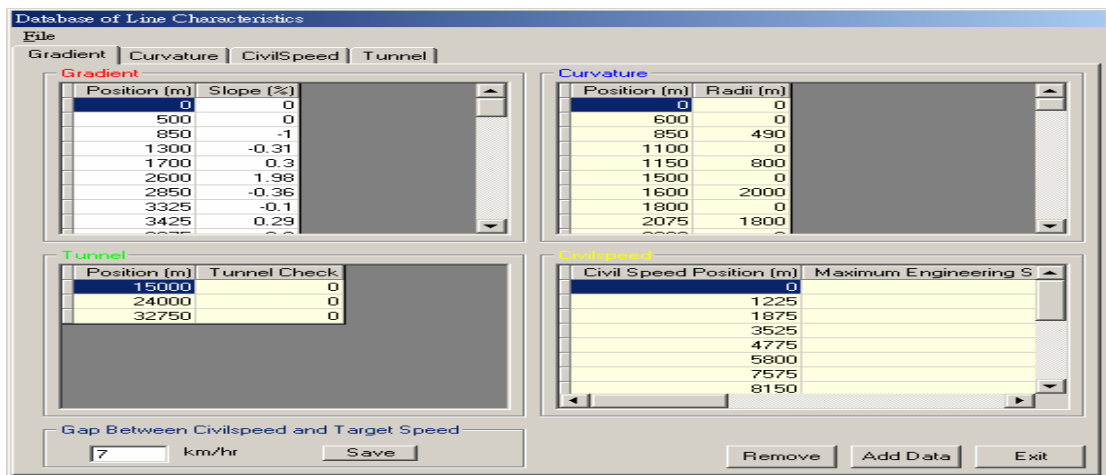 Database of Line Characteristics
File
Gradient Curvature CivilSpeed Tunnel
Gradient
Position (m) Slope (%)
0 0
500 0
850 -1
1300 -0.31
1700 0.3
2600 1.98
2850 -0.36
3325 -0.1
3425 0.29
Curvature
Position (m) Radii (m)
0 0
600 0
850 490
1100 0
1150 800
1500 0
1600 2000
1800 0
2075 1800
Tunnel
Position (m) Tunnel Check
15000 0
24000 0
32750 0
Civilspeed
Civil Speed Position (m) Maximum Engineering S
0
1225
1875
3525
4775
5800
7575
8150
Gap Between Civilspeed and Target Speed
7 km/hr Save
Remove Add Data Exit